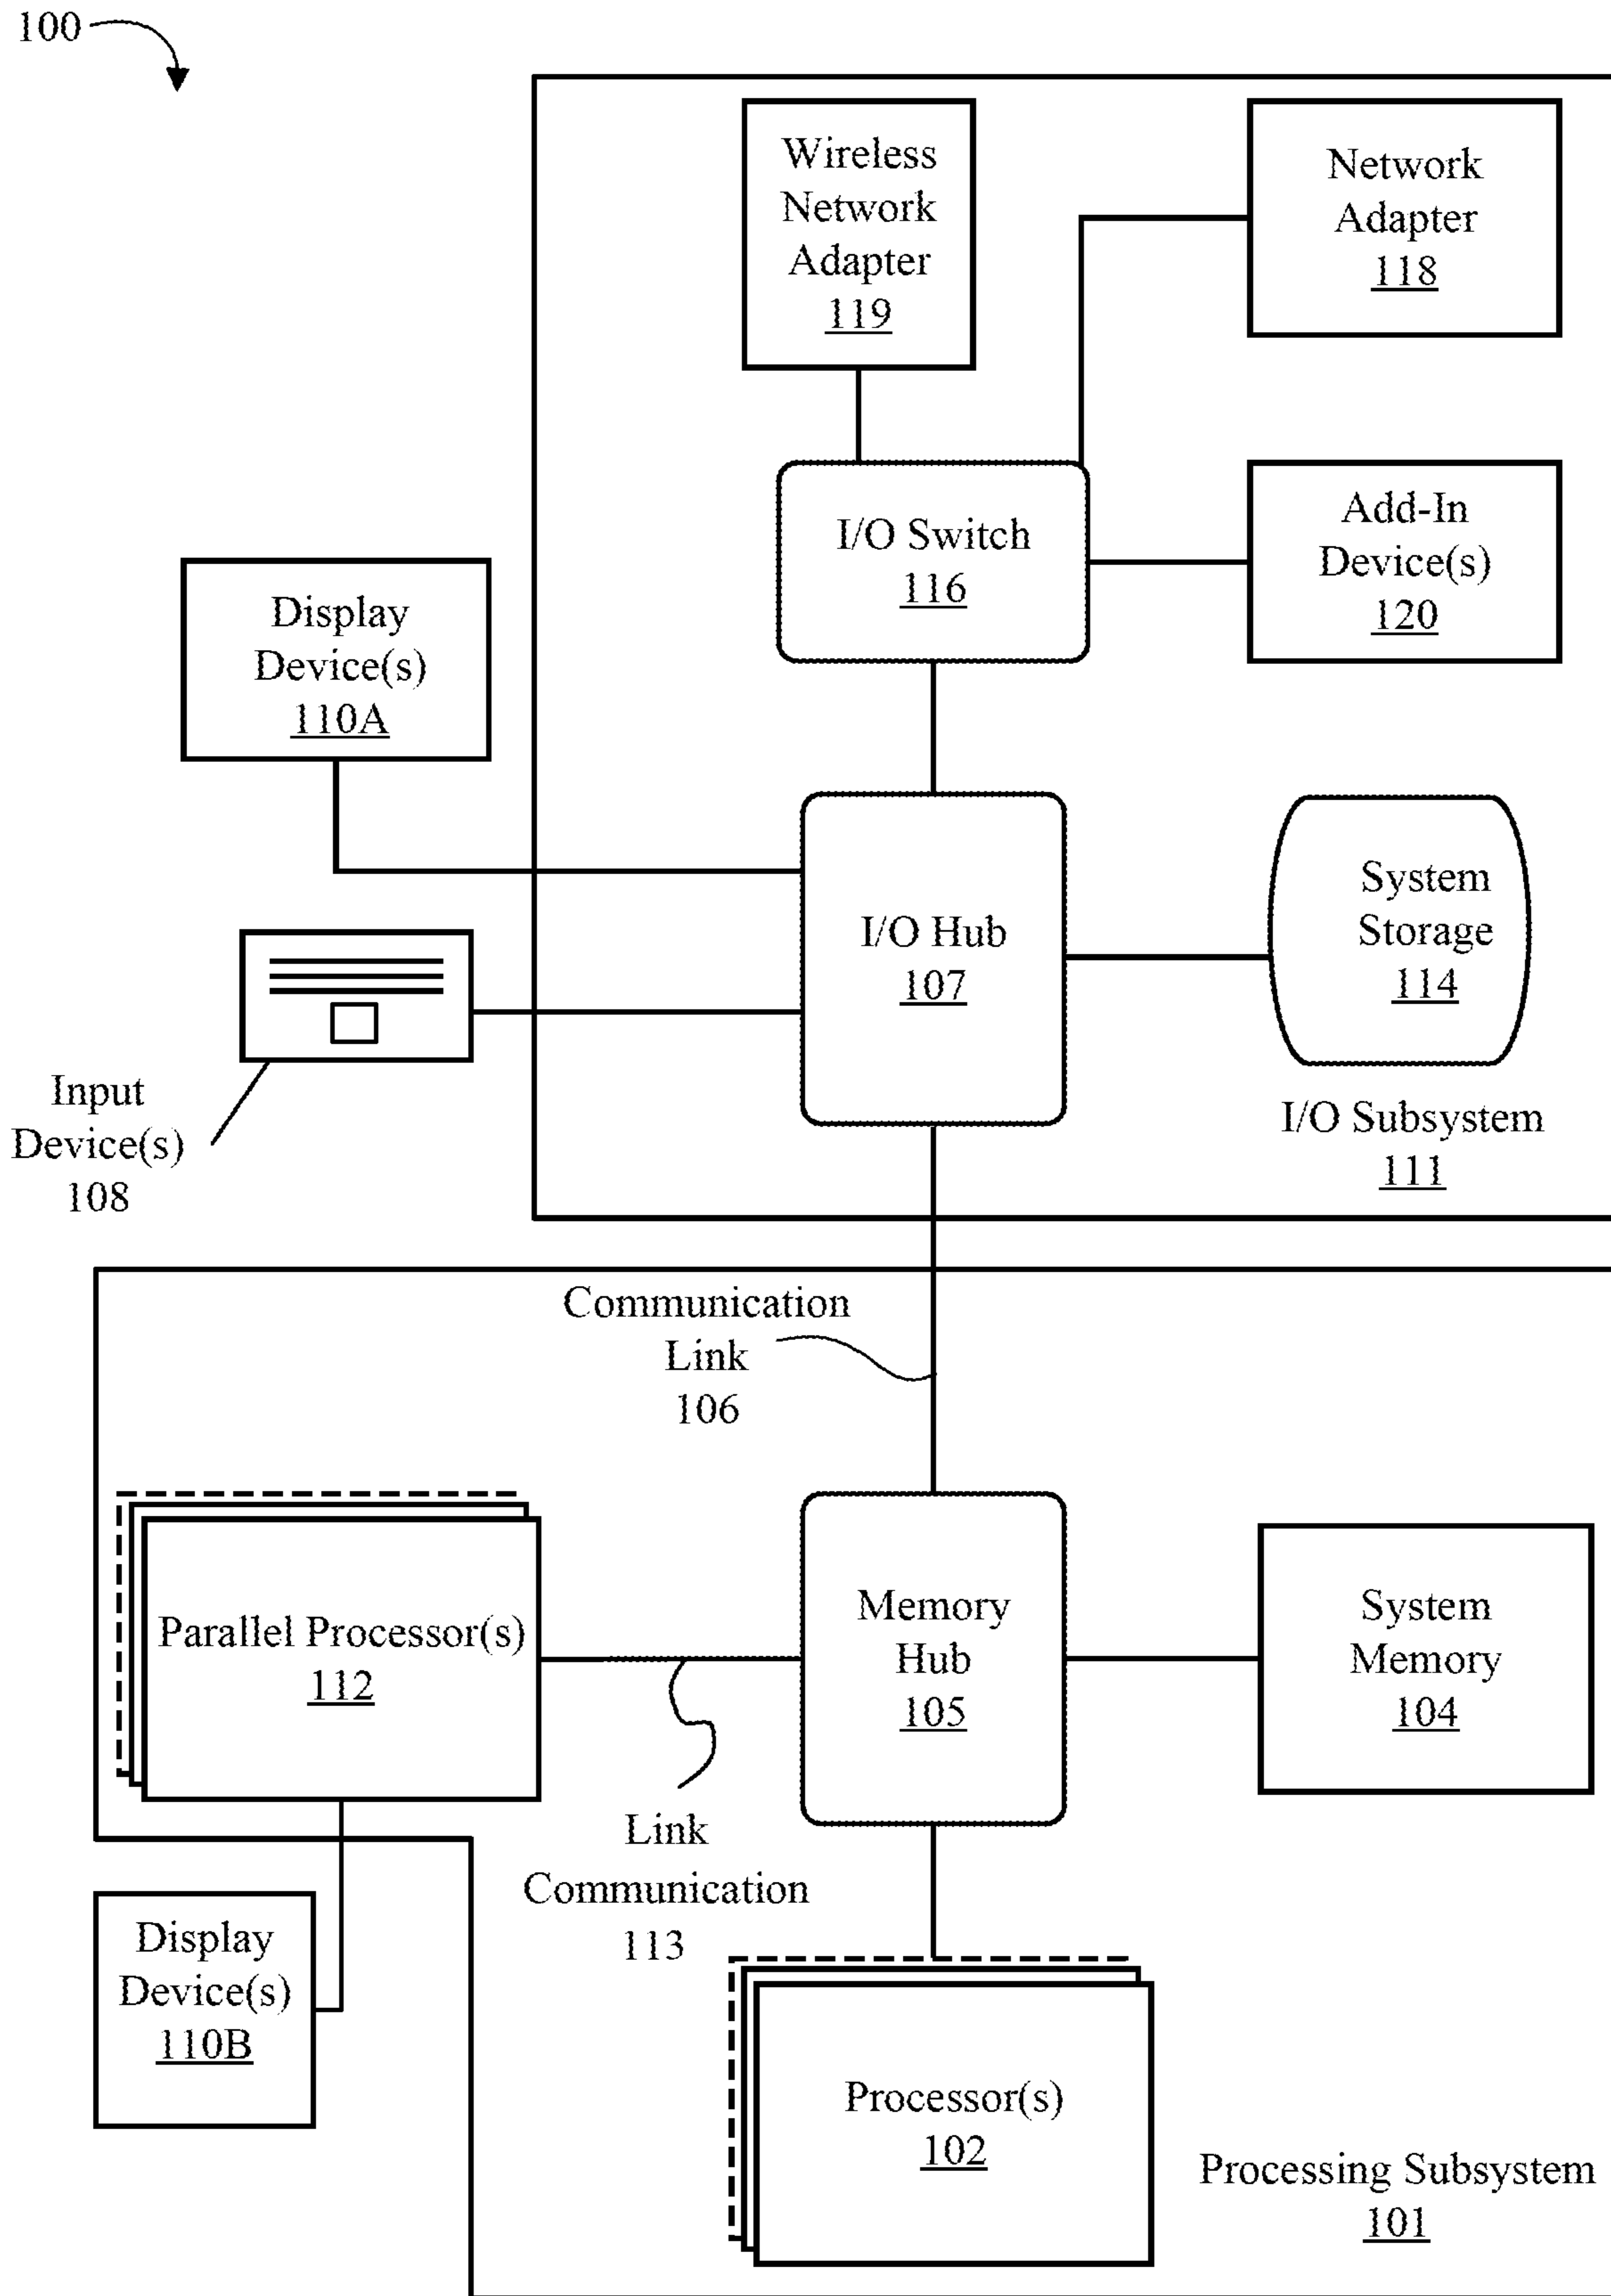 100
Wireless
Network
Adapter
119
Network
Adapter
118
I/O Switch
116
Add-In
Device(s)
120
Display
Device(s)
110A
I/O Hub
107
System
Storage
114
Input
Device(s)
108
I/O Subsystem
111
Communication
Link
106
Parallel Processor(s)
112
Memory
Hub
105
System
Memory
104
Link
Communication
113
Display
Device(s)
110B
Processor(s)
102
Processing Subsystem
101